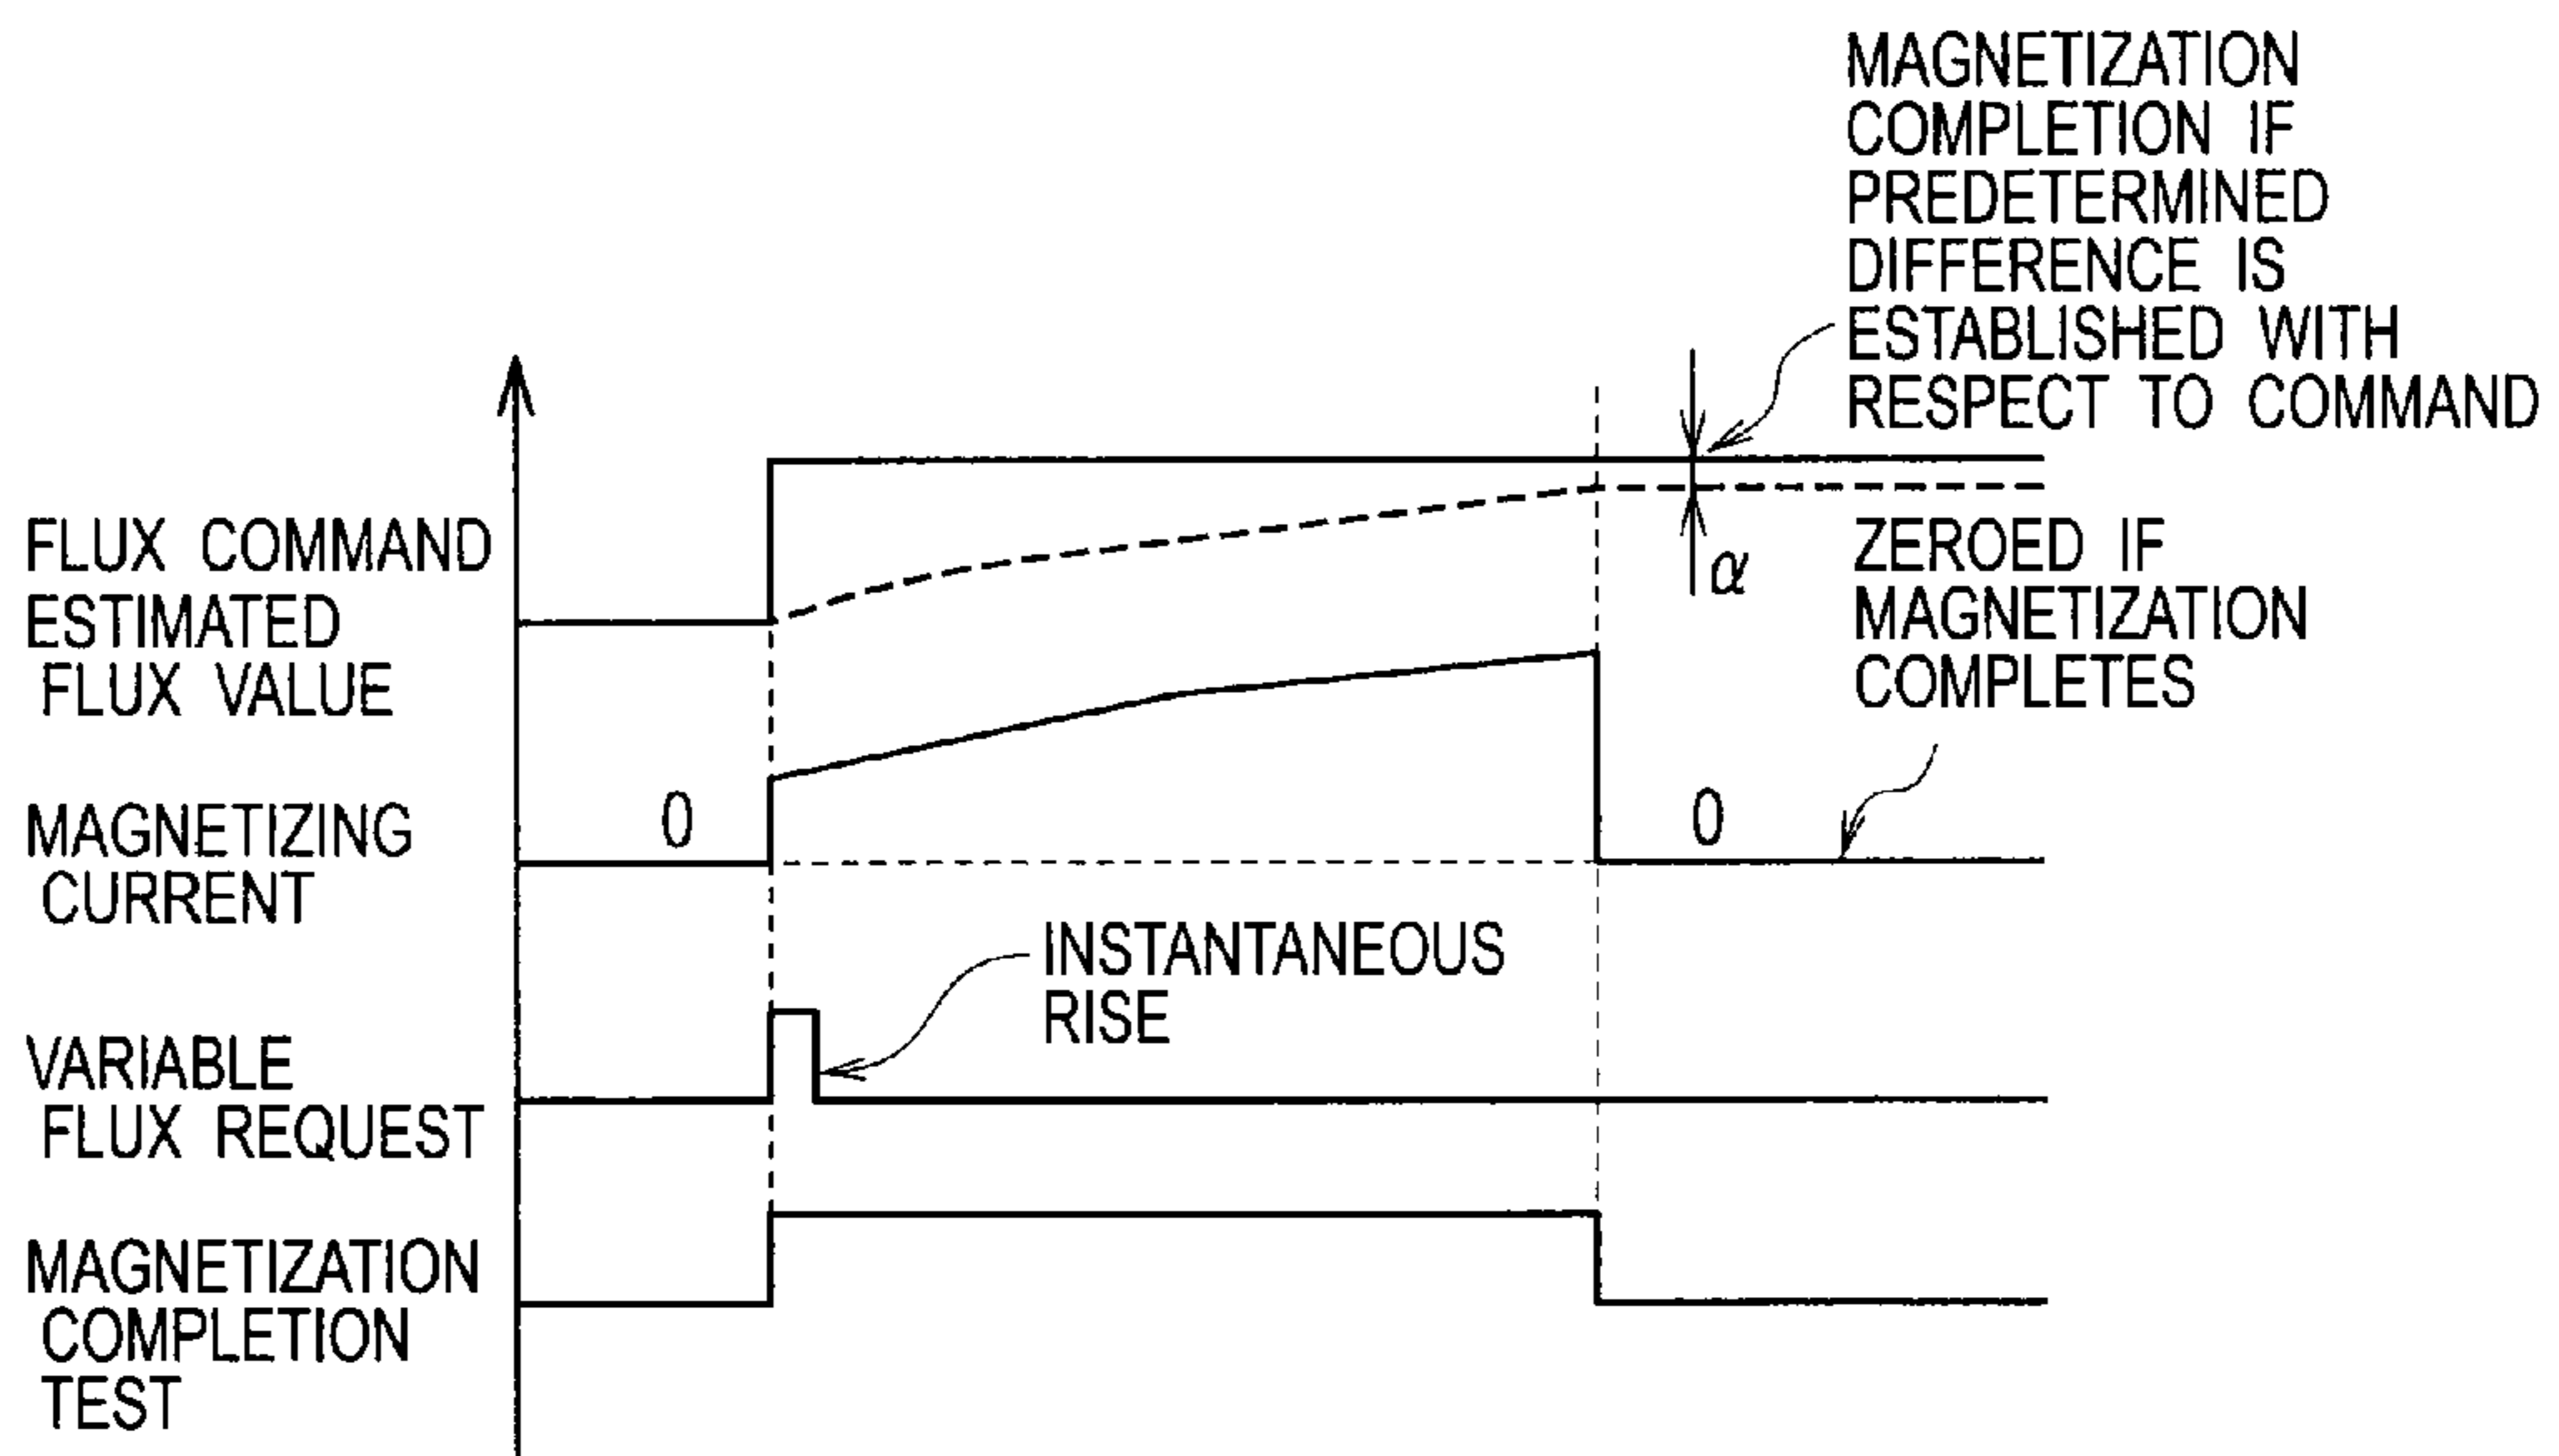 MAGNETIZATION
COMPLETION IF
PREDETERMINED
DIFFERENCE IS
ESTABLISHED WITH
RESPECT TO COMMAND
FLUX COMMAND
ESTIMATED
FLUX VALUE
α
ZEROED IF
MAGNETIZATION
COMPLETES
MAGNETIZING
CURRENT
0
0
INSTANTANEOUS
RISE
VARIABLE
FLUX REQUEST
MAGNETIZATION
COMPLETION
TEST